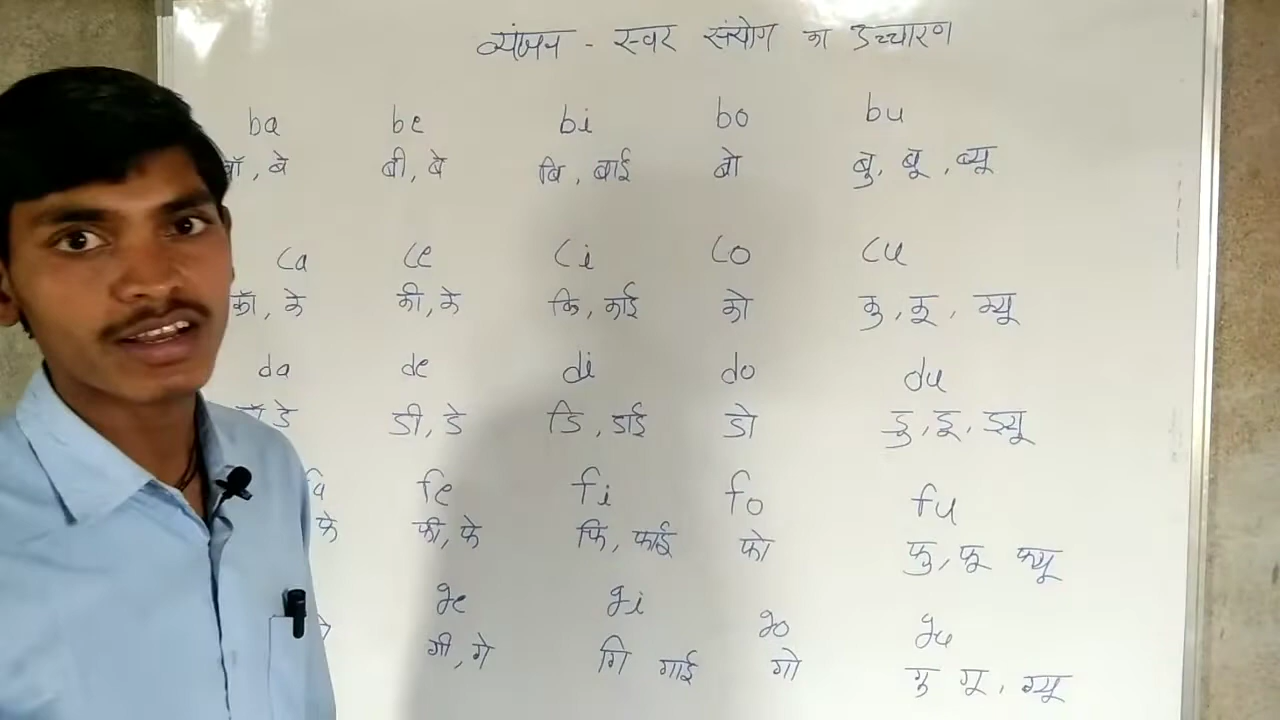 व्यंजन - स्वर संयोग का उच्चारण
ba be bi bo bu
बॉ, बे बी, बे बि, बाई बो बु, बू, ब्यू
ca ce ci co cu
कॉ, के की, के कि, काई को कु, कू, क्यू
da de di do du
डे डी, डे डि, डाई डो डु, डू, ड्यू
fe fi fo fu
फे फी, फे फि, फाई फो फु, फू फ्यू
ge gi go gu
गी, गे गि गाई गो गु गू, ग्यू